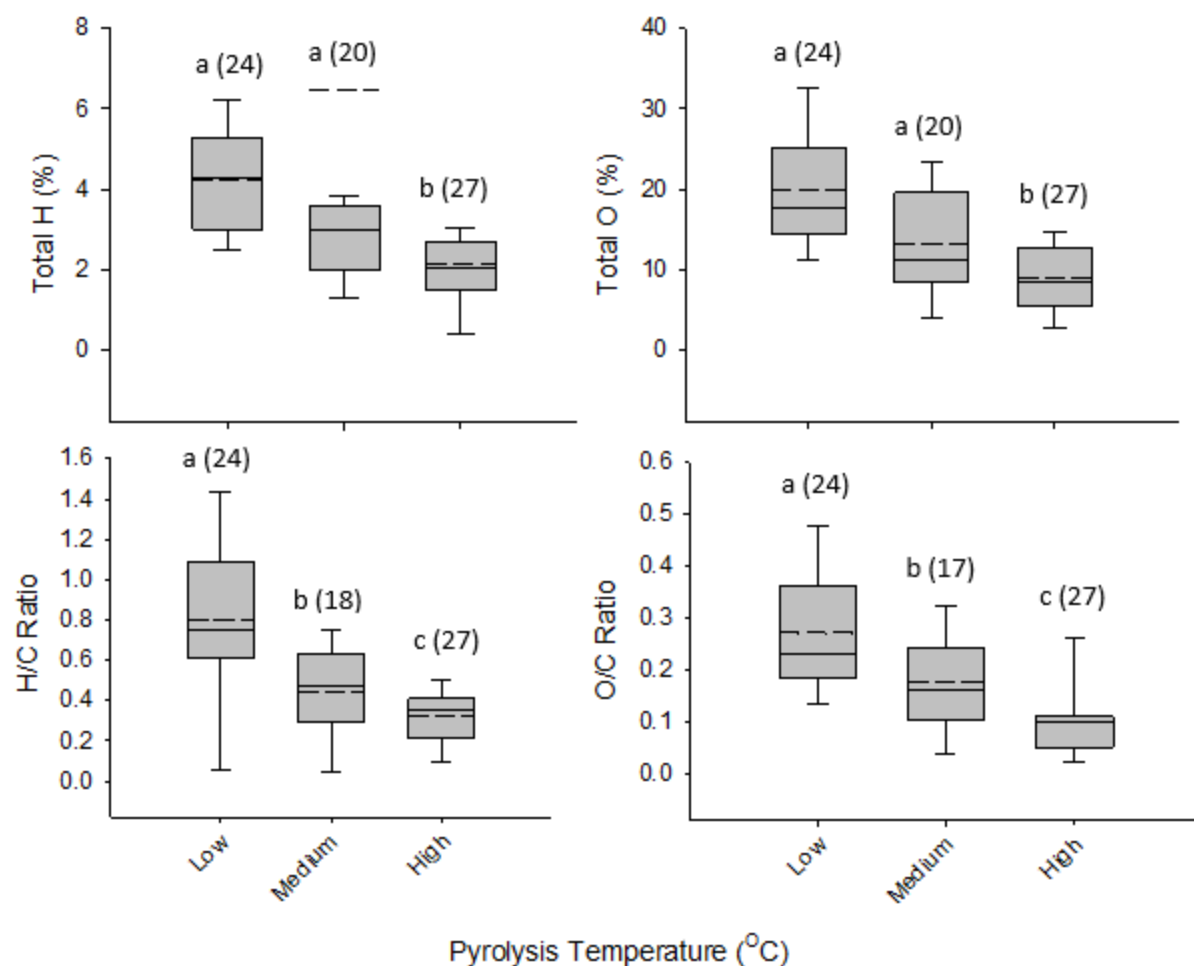 Total H (%)
8
6
4
2
0
a (24)
a (20)
b (27)
Total O (%)
40
30
20
10
0
a (24)
a (20)
b (27)
H/C Ratio
1.6
1.4
1.2
1.0
0.8
0.6
0.4
0.2
0.0
a (24)
b (18)
c (27)
Low
Medium
High
O/C Ratio
0.6
0.5
0.4
0.3
0.2
0.1
0.0
a (24)
b (17)
c (27)
Low
Medium
High
Pyrolysis Temperature (OC)